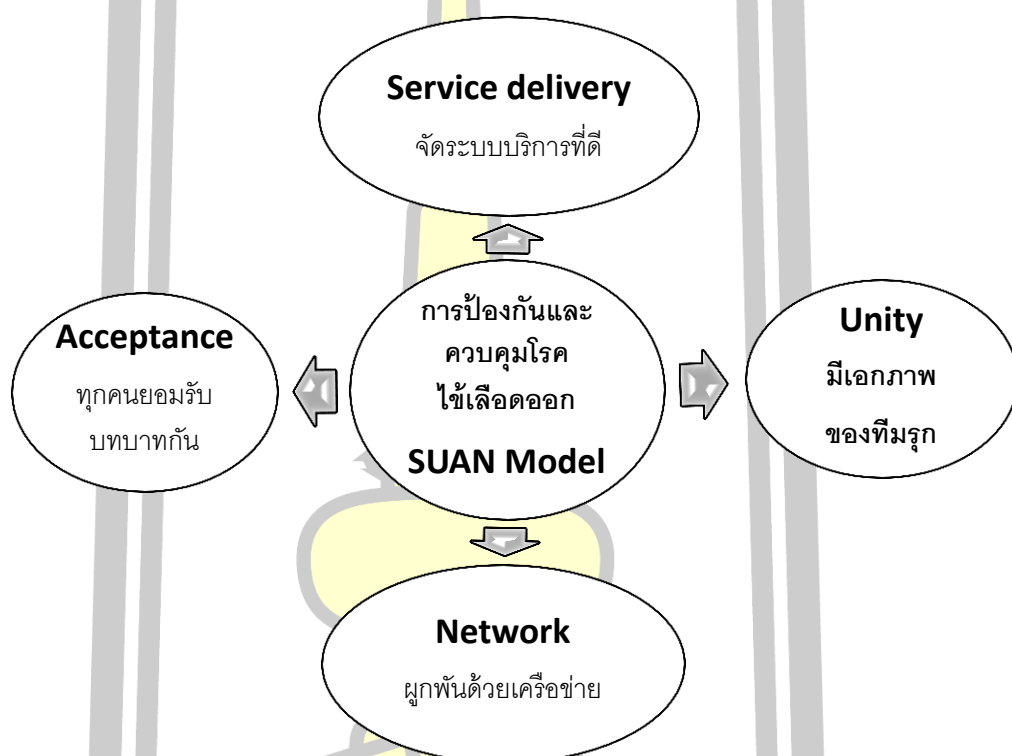 Service delivery
จัดระบบบริการที่ดี
Acceptance
ทุกคนยอมรับ
บทบาทกัน
การป้องกันและ
ควบคุมโรค
ไข้เลือดออก
SUAN Model
Unity
มีเอกภาพ
ของทีมรุก
Network
ผูกพันด้วยเครือข่าย